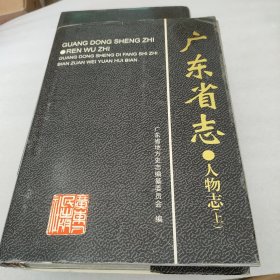 GUANG DONG SHENG ZHI
●REN WU ZHI
GUANG DONG SHENG DI FANG SHI ZHI
BIAN ZUAN WEI YUAN HUI BIAN
广东省志
●人物志(上)
广东省地方史志编纂委员会 编